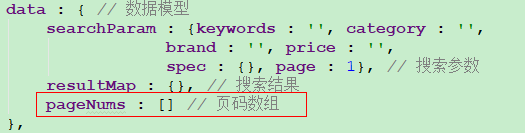 data : { // 数据模型
searchParam : {keywords : '', category : '',
brand : '', price : '',
spec : {}, page : 1}, // 搜索参数
resultMap : {}, // 搜索结果
pageNums : [] // 页码数组
},